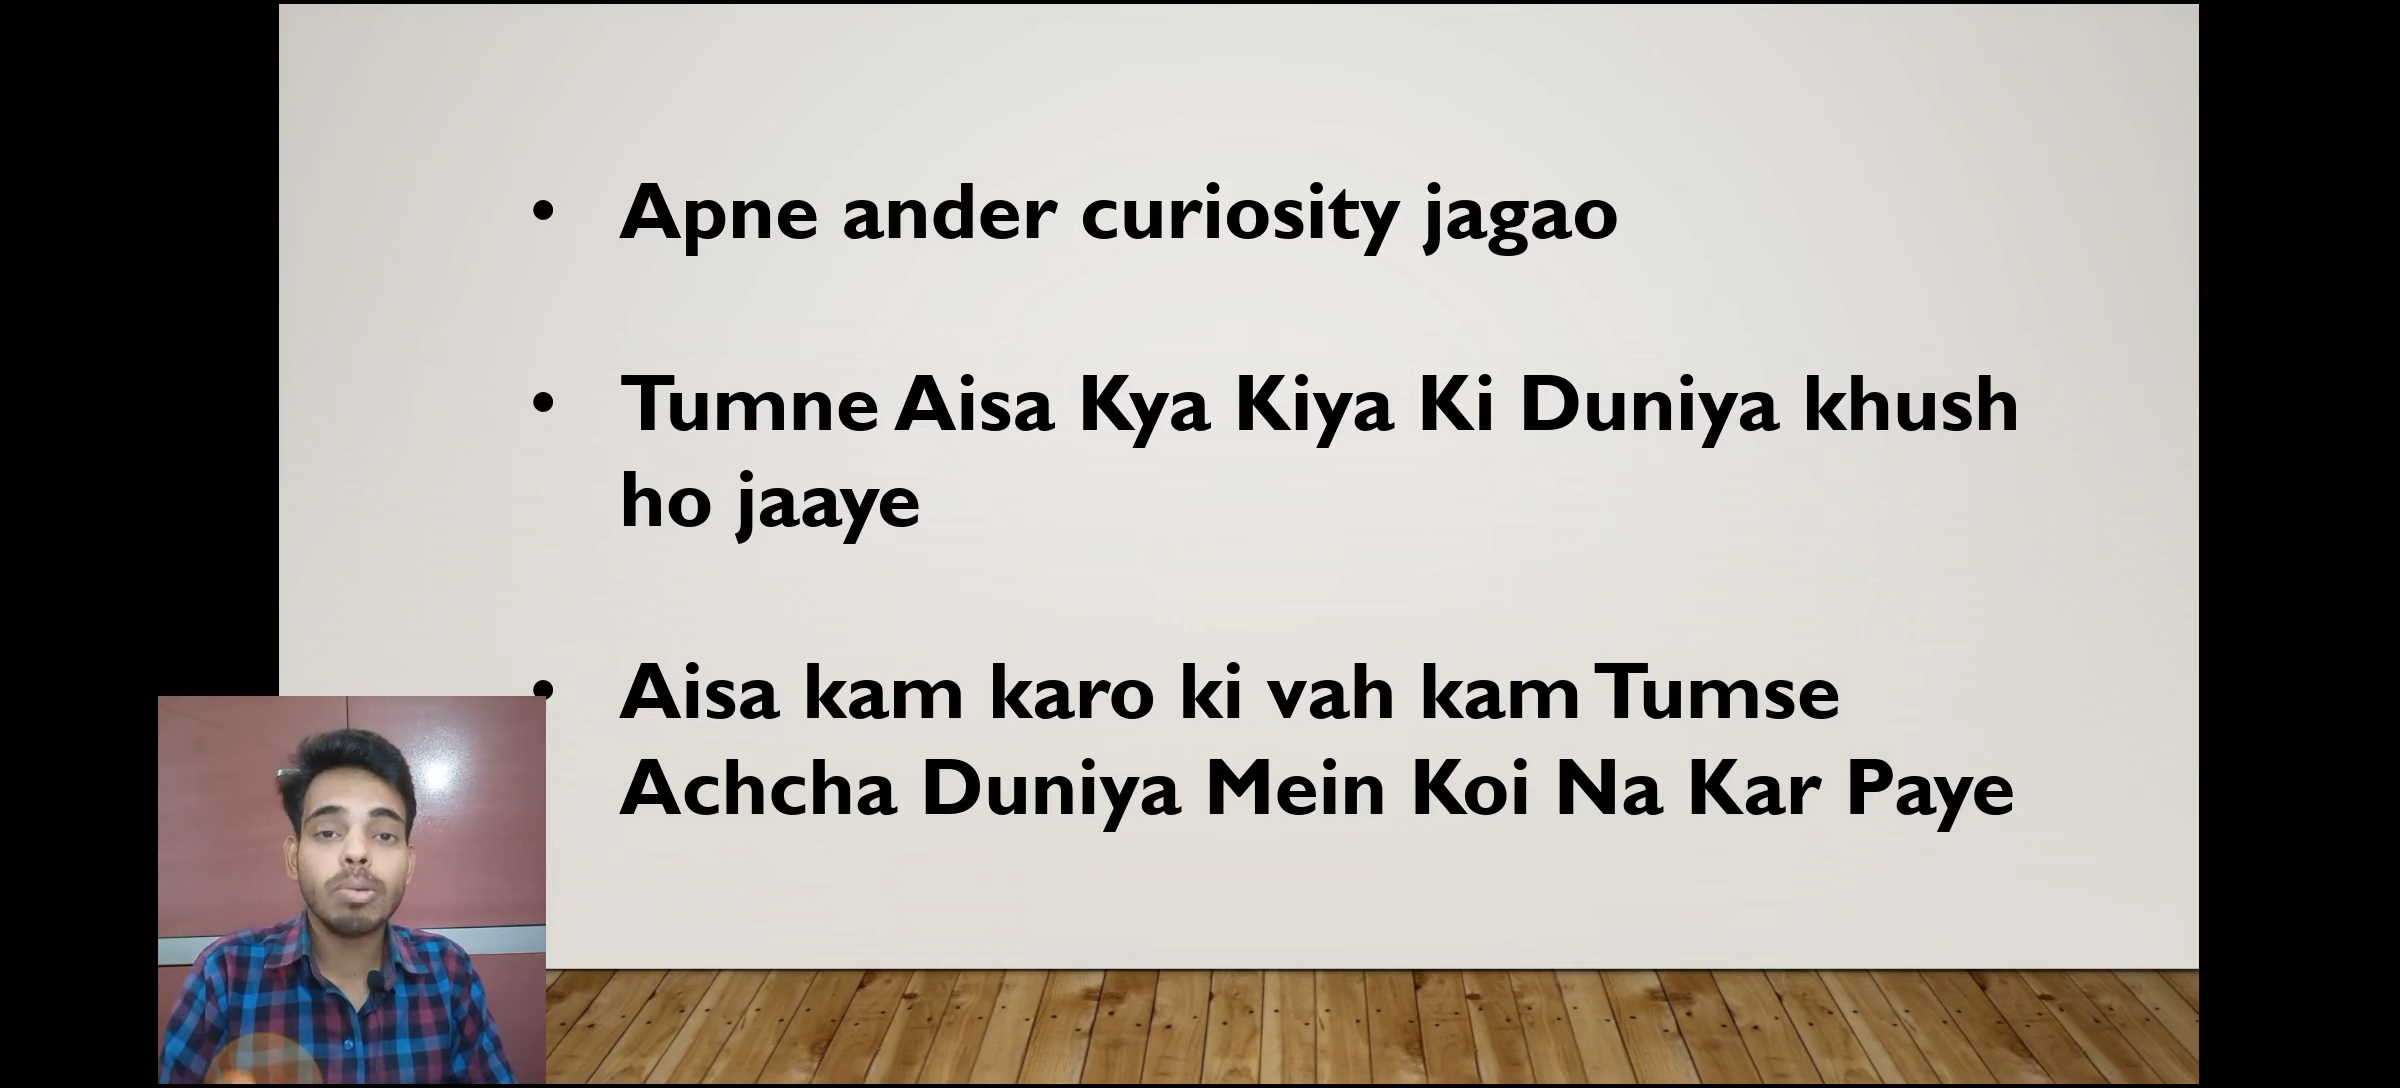 • Apne ander curiosity jagao
• Tumne Aisa Kya Kiya Ki Duniya khush
ho jaaye
• Aisa kam karo ki vah kam Tumse
Achcha Duniya Mein Koi Na Kar Paye